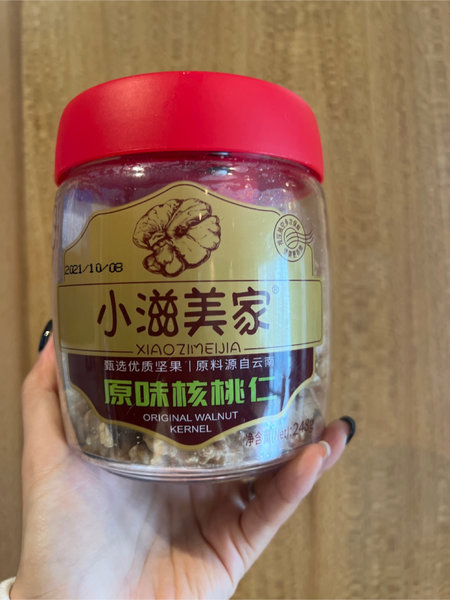 2021/10/08
小滋美家®
XIAOZIMEIJIA
甄选优质坚果 | 原料源自云南
原味核桃仁
ORIGINAL WALNUT
KERNEL